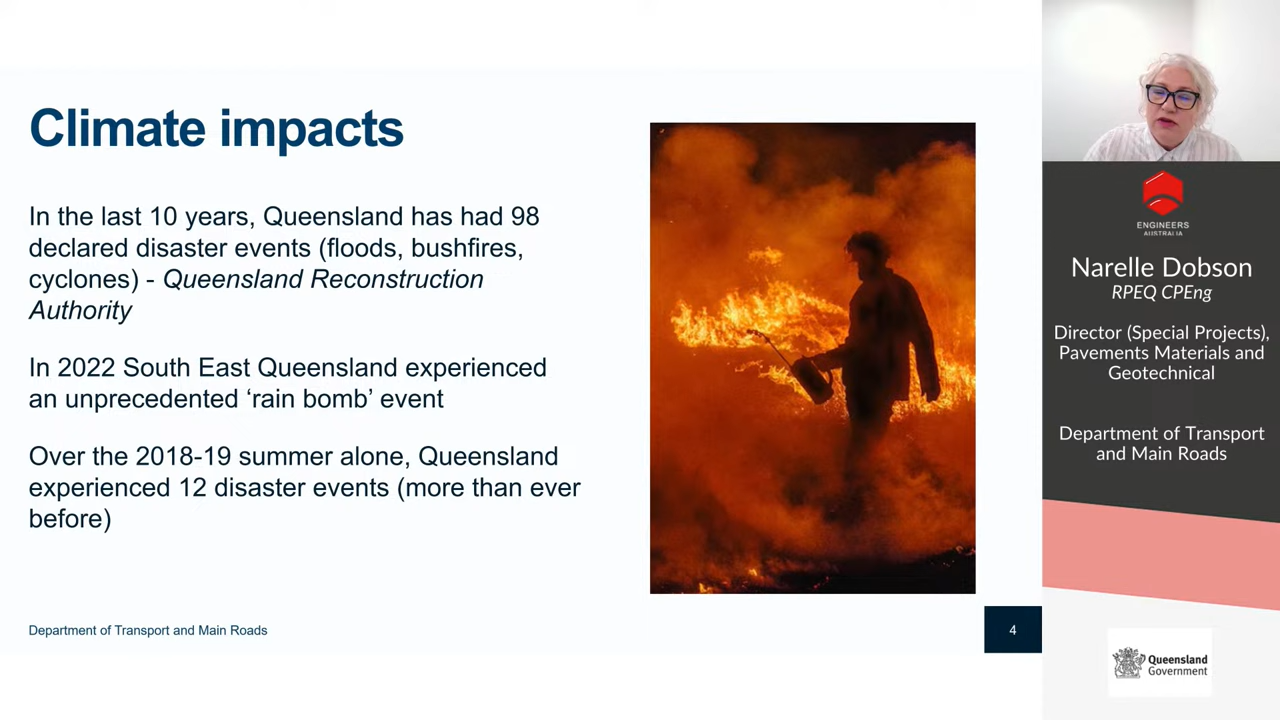 Climate impacts
In the last 10 years, Queensland has had 98
declared disaster events (floods, bushfires,
cyclones) - Queensland Reconstruction
Authority
In 2022 South East Queensland experienced
an unprecedented ‘rain bomb’ event
Over the 2018-19 summer alone, Queensland
experienced 12 disaster events (more than ever
before)
Department of Transport and Main Roads
4
ENGINEERS
AUSTRALIA
Narelle Dobson
RPEQ CPEng
Director (Special Projects),
Pavements Materials and
Geotechnical
Department of Transport
and Main Roads
Queensland
Government